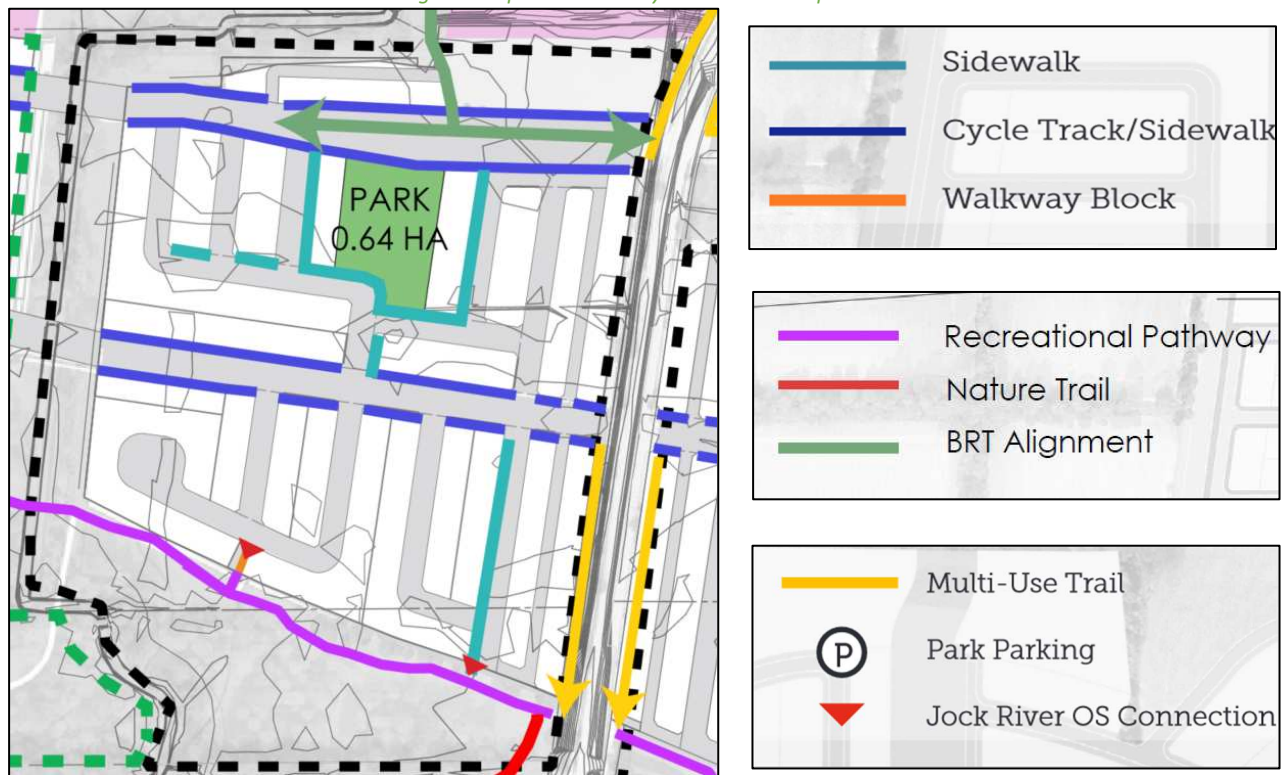 PARK
0.64 HA
Sidewalk
Cycle Track/Sidewalk
Walkway Block
Recreational Pathway
Nature Trail
BRT Alignment
Multi-Use Trail
P
Park Parking
Jock River OS Connection